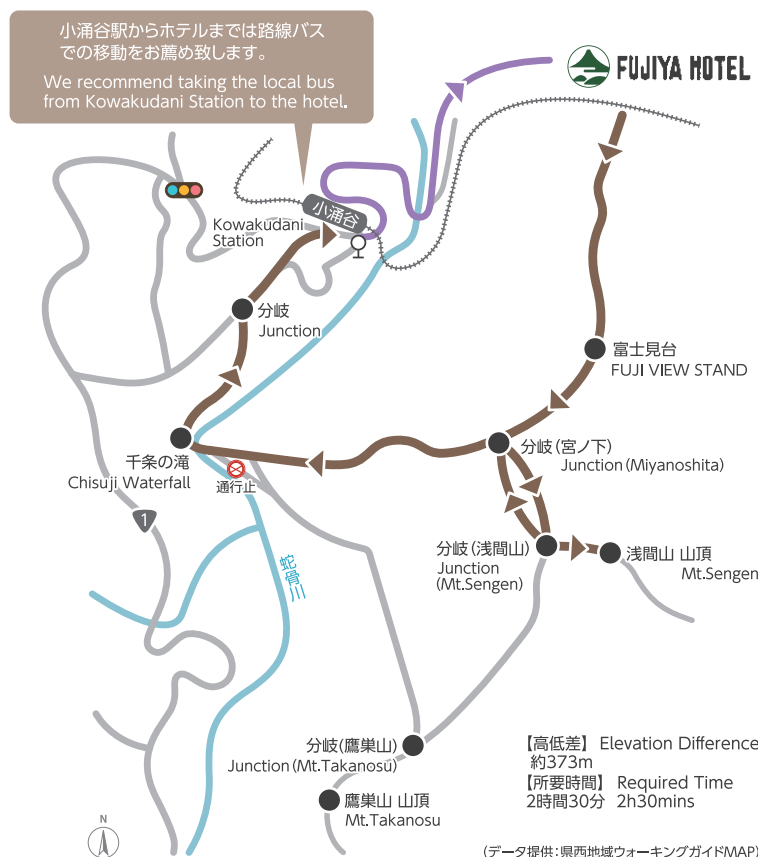 小涌谷駅からホテルまでは路線バス
での移動をお薦め致します。
We recommend taking the local bus
from Kowakudani Station to the hotel.
FUJIYA HOTEL
小涌谷
Kowakudani
Station
分岐
Junction
富士見台
FUJI VIEW STAND
千条の滝
Chisuji Waterfall
通行止
分岐(宮ノ下)
Junction(Miyanoshita)
1
分岐(浅間山)
Junction
(Mt.Sengen)
浅間山 山頂
Mt.Sengen
蛇骨川
分岐(鷹巣山)
Junction(Mt.Takanosu)
鷹巣山 山頂
Mt.Takanosu
【高低差】 Elevation Difference
約373m
【所要時間】 Required Time
2時間30分 2h30mins
N
(データ提供:県西地域ウォーキングガイドMAP)